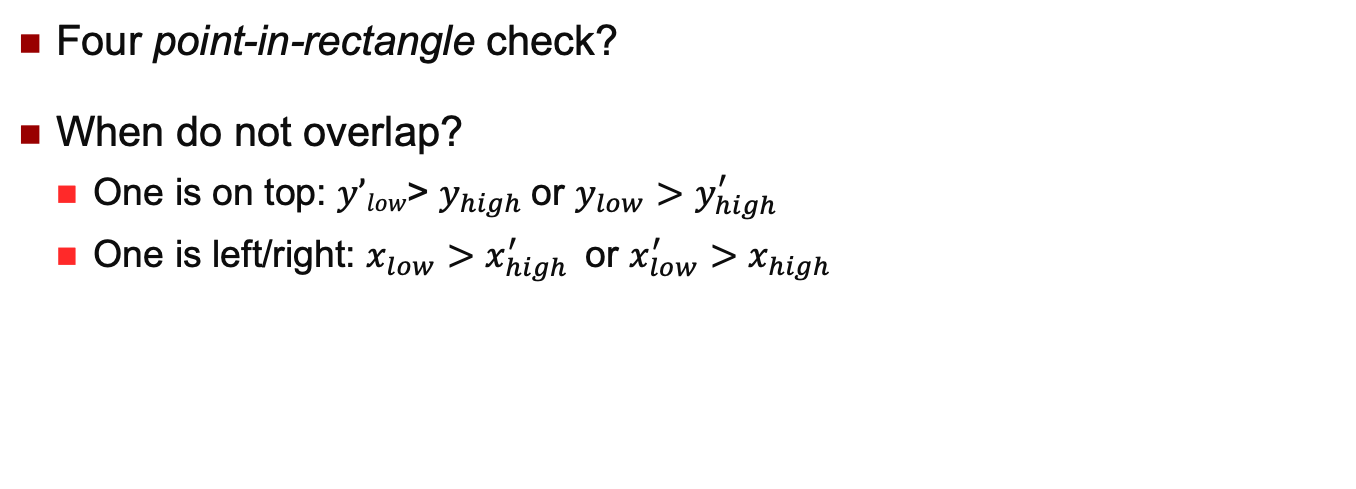 ■ Four point-in-rectangle check?
■ When do not overlap?
■ One is on top: y'low> yhigh or ylow > y′high
■ One is left/right: xlow > x′high or x′low > xhigh